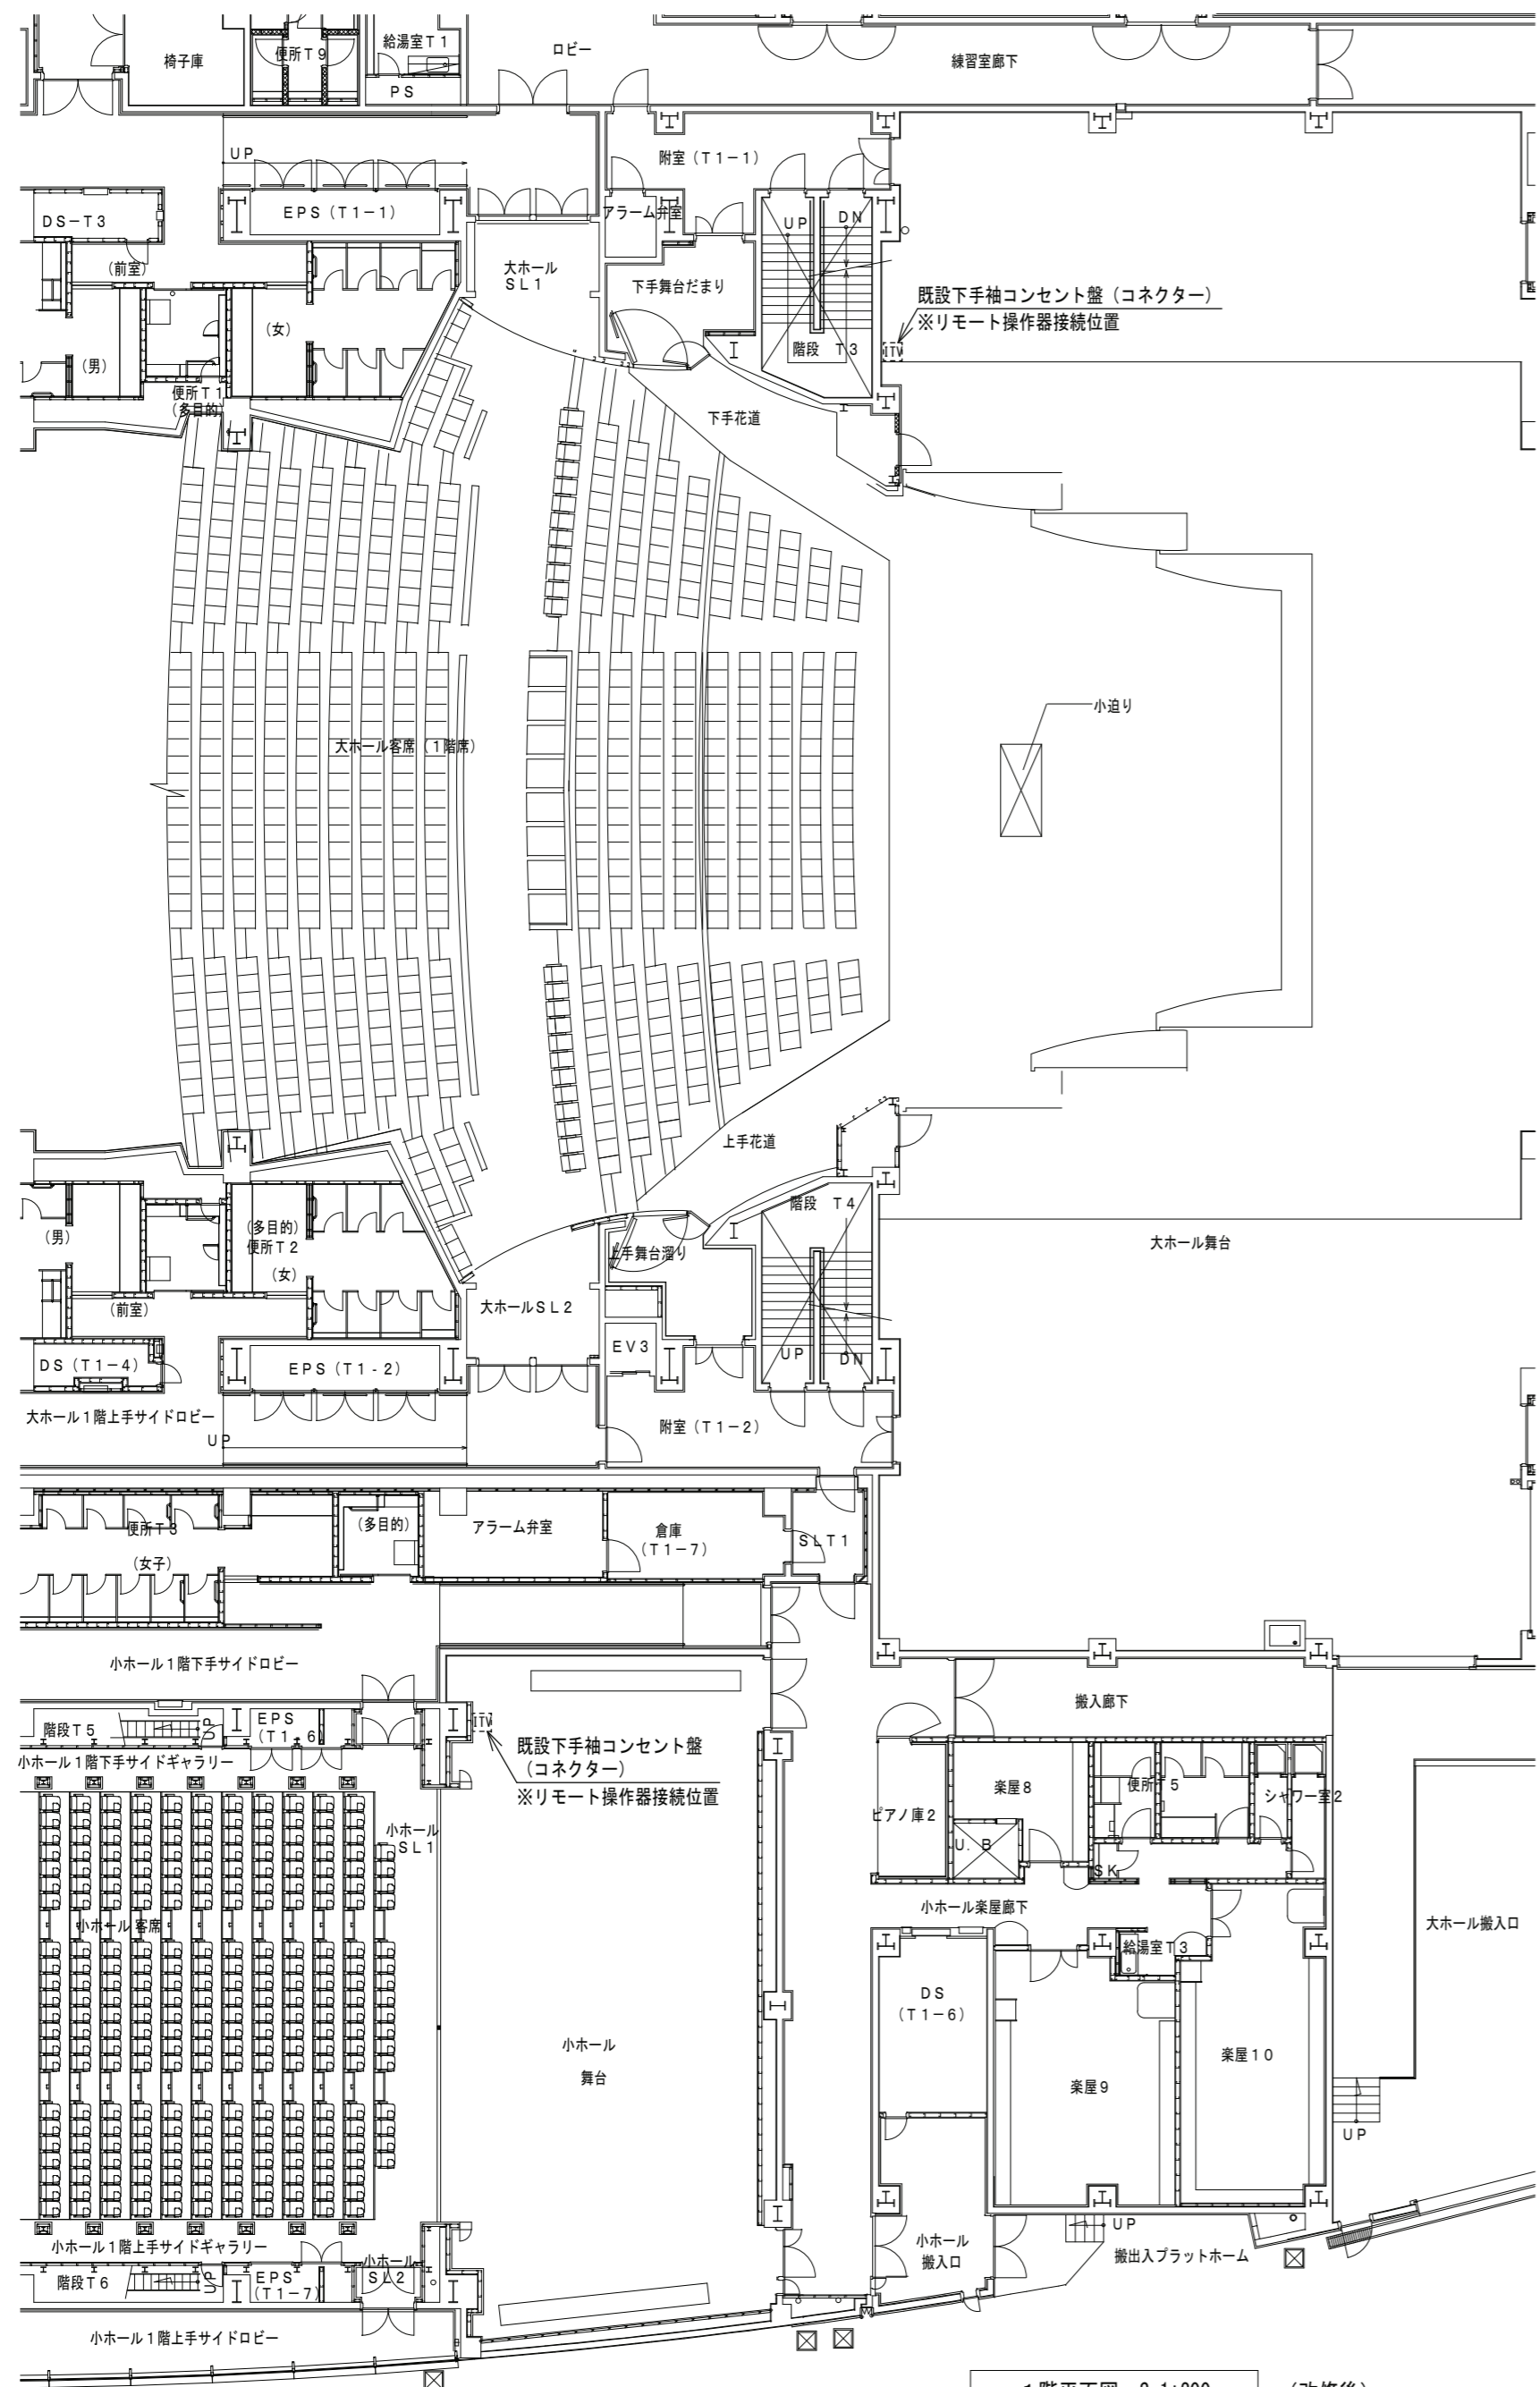 椅子庫
便所T9
給湯室T1
PS
ロビー
練習室廊下
UP
附室(T1-1)
DS-T3
EPS(T1-1)
アラーム弁室
UP
DN
(前室)
大ホール
SL1
下手舞台だまり
既設下手袖コンセント盤(コネクター)
※リモート操作器接続位置
(女)
(男)
階段 T3
ITV
便所T1
(多目的)
下手花道
小迫り
大ホール客席(1階席)
上手花道
(男)
(多目的)
便所T2
(女)
階段 T4
上手舞台溜り
大ホール舞台
(前室)
大ホールSL2
DS(T1-4)
EPS(T1-2)
EV3
UP
DN
大ホール1階上手サイドロビー
UP
附室(T1-2)
便所T3
(女子)
(多目的)
アラーム弁室
倉庫
(T1-7)
SLT1
小ホール1階下手サイドロビー
搬入廊下
階段T5
UP
EPS
(T1-6)
ITV
既設下手袖コンセント盤
(コネクター)
※リモート操作器接続位置
小ホール1階下手サイドギャラリー
楽屋8
便所T5
シャワー室2
ピアノ庫2
U.B
SK
小ホール
SL1
小ホール 客席
小ホール楽屋廊下
給湯室T3
大ホール搬入口
DS
(T1-6)
小ホール
舞台
楽屋9
楽屋10
UP
小ホール1階上手サイドギャラリー
小ホール
SL2
階段T6
UP
EPS
(T1-7)
小ホール
搬入口
UP
搬出入プラットホーム
小ホール1階上手サイドロビー